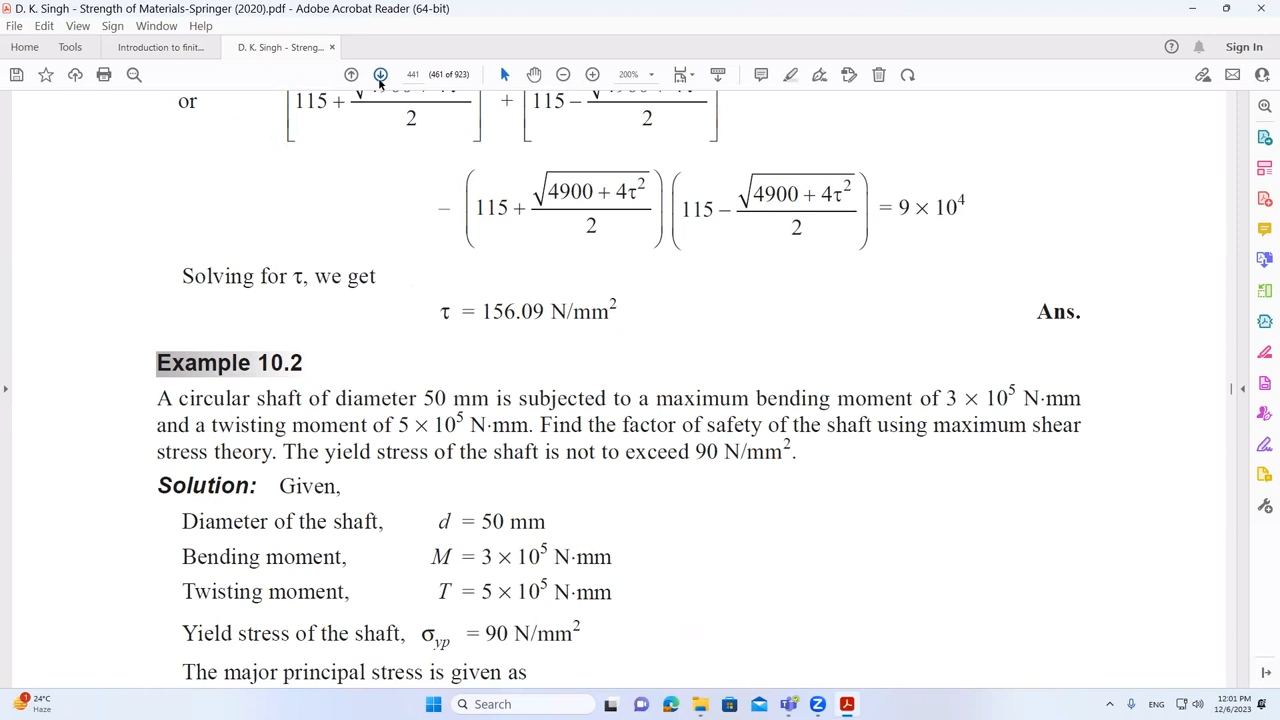 D. K. Singh - Strength of Materials-Springer (2020).pdf - Adobe Acrobat Reader (64-bit)
File Edit View Sign Window Help
Home Tools Introduction to finit... D. K. Singh - Streng... × Sign In
441 (461 of 923) 200%
or [115 + 2] + [115 − 2]
− (115 + √(4900 + 4τ²)/2) (115 − √(4900 + 4τ²)/2) = 9 × 10⁴
Solving for τ, we get
τ = 156.09 N/mm² Ans.
Example 10.2
A circular shaft of diameter 50 mm is subjected to a maximum bending moment of 3 × 10⁵ N·mm
and a twisting moment of 5 × 10⁵ N·mm. Find the factor of safety of the shaft using maximum shear
stress theory. The yield stress of the shaft is not to exceed 90 N/mm².
Solution: Given,
Diameter of the shaft, d = 50 mm
Bending moment, M = 3 × 10⁵ N·mm
Twisting moment, T = 5 × 10⁵ N·mm
Yield stress of the shaft, σyp = 90 N/mm²
The major principal stress is given as
24°C
Haze
Search
ENG
12:01 PM
12/6/2023